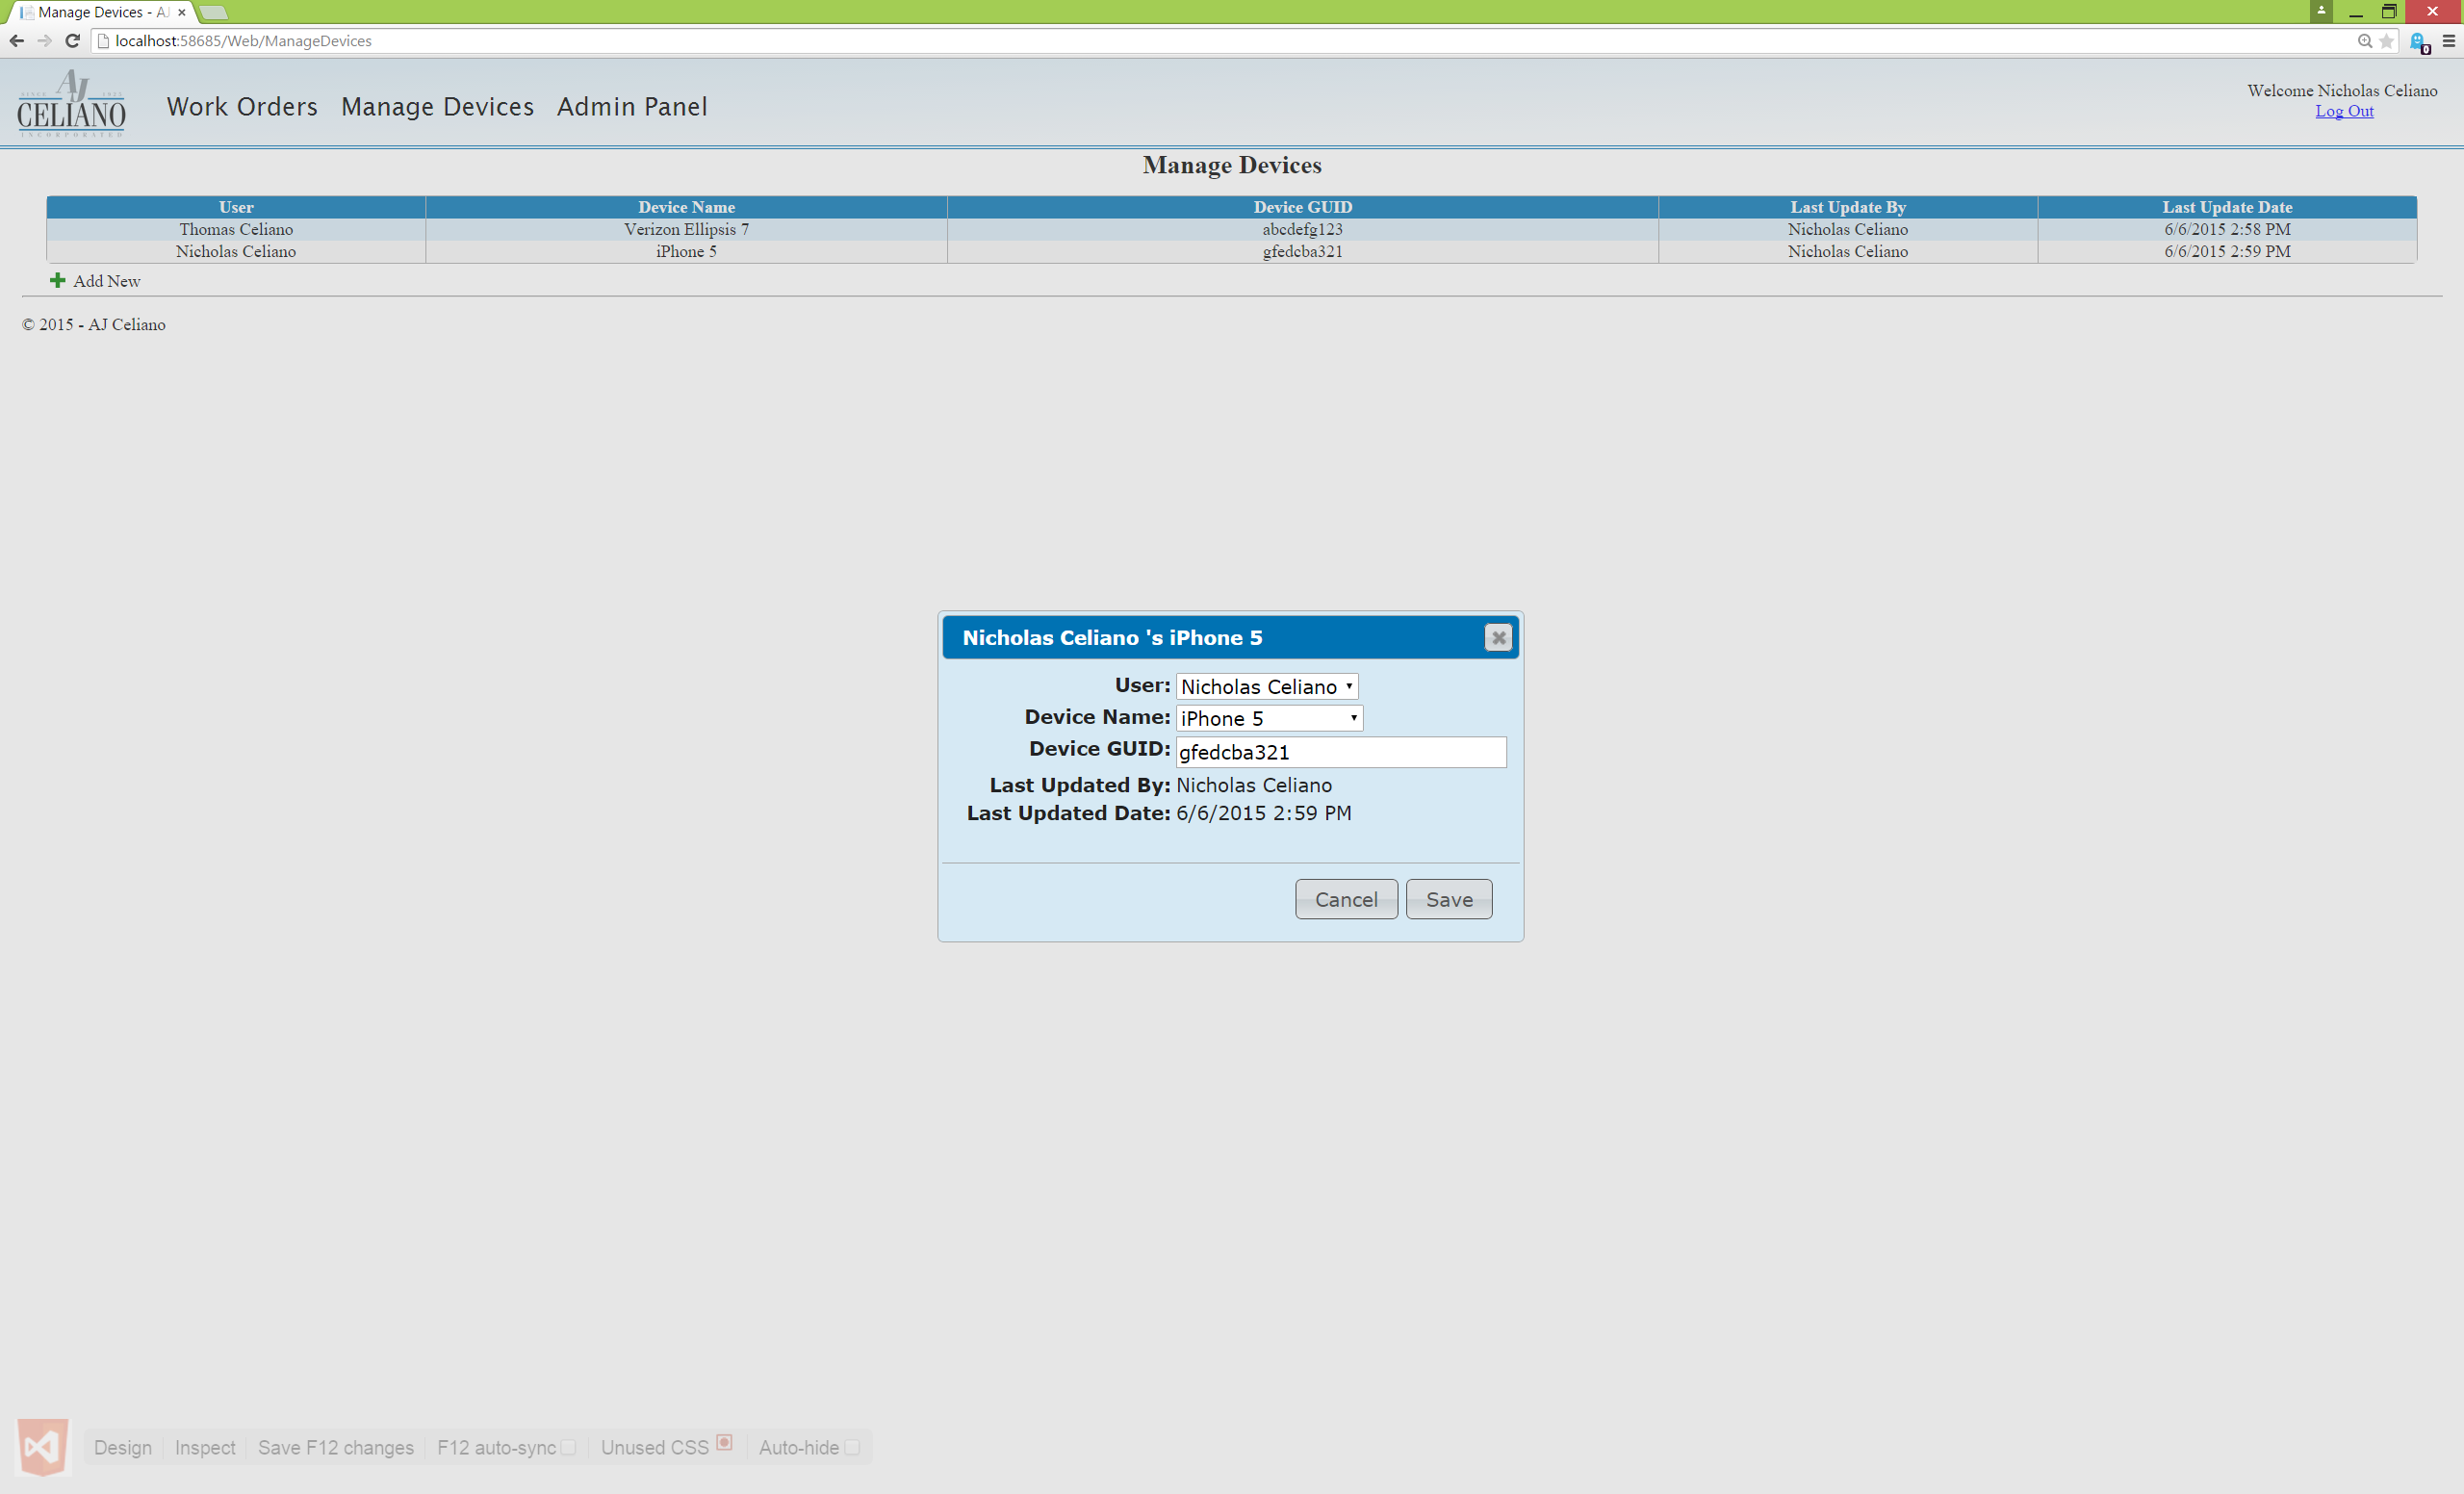 Manage Devices - AJ
localhost:58685/Web/ManageDevices
0
AJ
SINCE 1925
CELIANO
INCORPORATED
Work Orders Manage Devices Admin Panel
Welcome Nicholas Celiano
Log Out
Manage Devices
User Device Name Device GUID Last Update By Last Update Date
Thomas Celiano Verizon Ellipsis 7 abcdefg123 Nicholas Celiano 6/6/2015 2:58 PM
Nicholas Celiano iPhone 5 gfedcba321 Nicholas Celiano 6/6/2015 2:59 PM
Add New
© 2015 - AJ Celiano
Nicholas Celiano 's iPhone 5
User: Nicholas Celiano
Device Name: iPhone 5
Device GUID: gfedcba321
Last Updated By: Nicholas Celiano
Last Updated Date: 6/6/2015 2:59 PM
Cancel Save
Design Inspect Save F12 changes F12 auto-sync Unused CSS Auto-hide